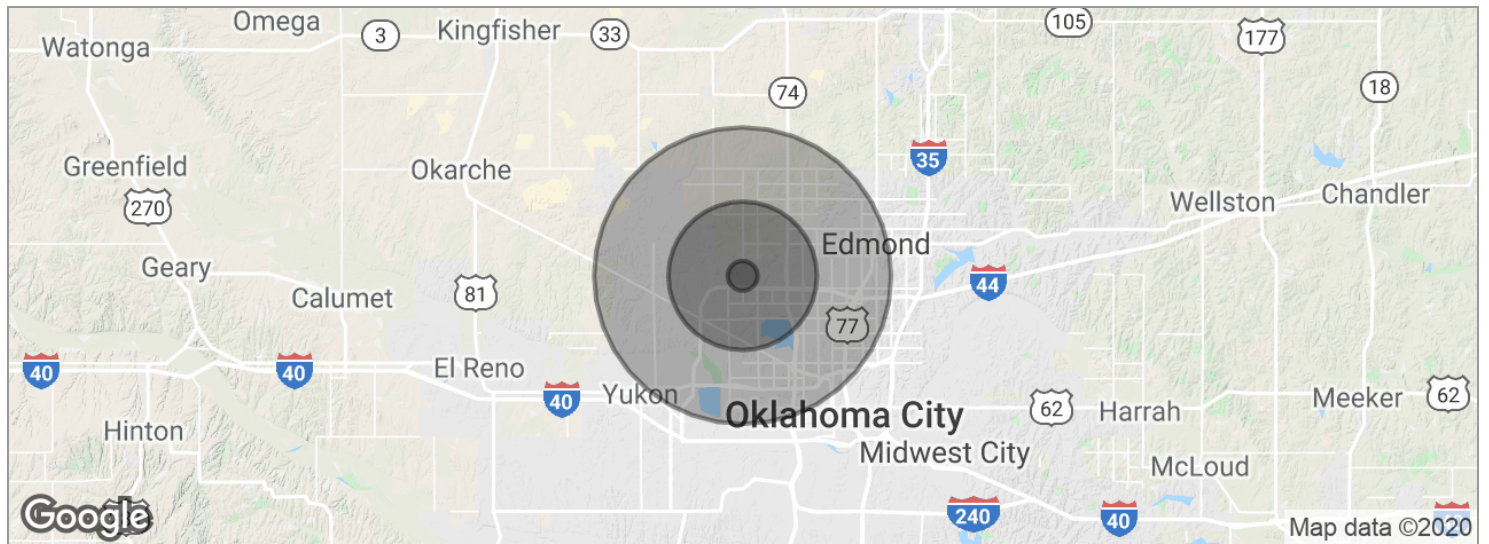 Omega
Watonga
3
Kingfisher
33
105
177
74
18
Greenfield
Okarche
35
270
Wellston
Chandler
Edmond
Geary
Calumet
81
44
77
40
40
El Reno
Yukon
40
Oklahoma City
62
Harrah
Meeker
62
Hinton
Midwest City
McLoud
Google
240
40
Map data ©2020